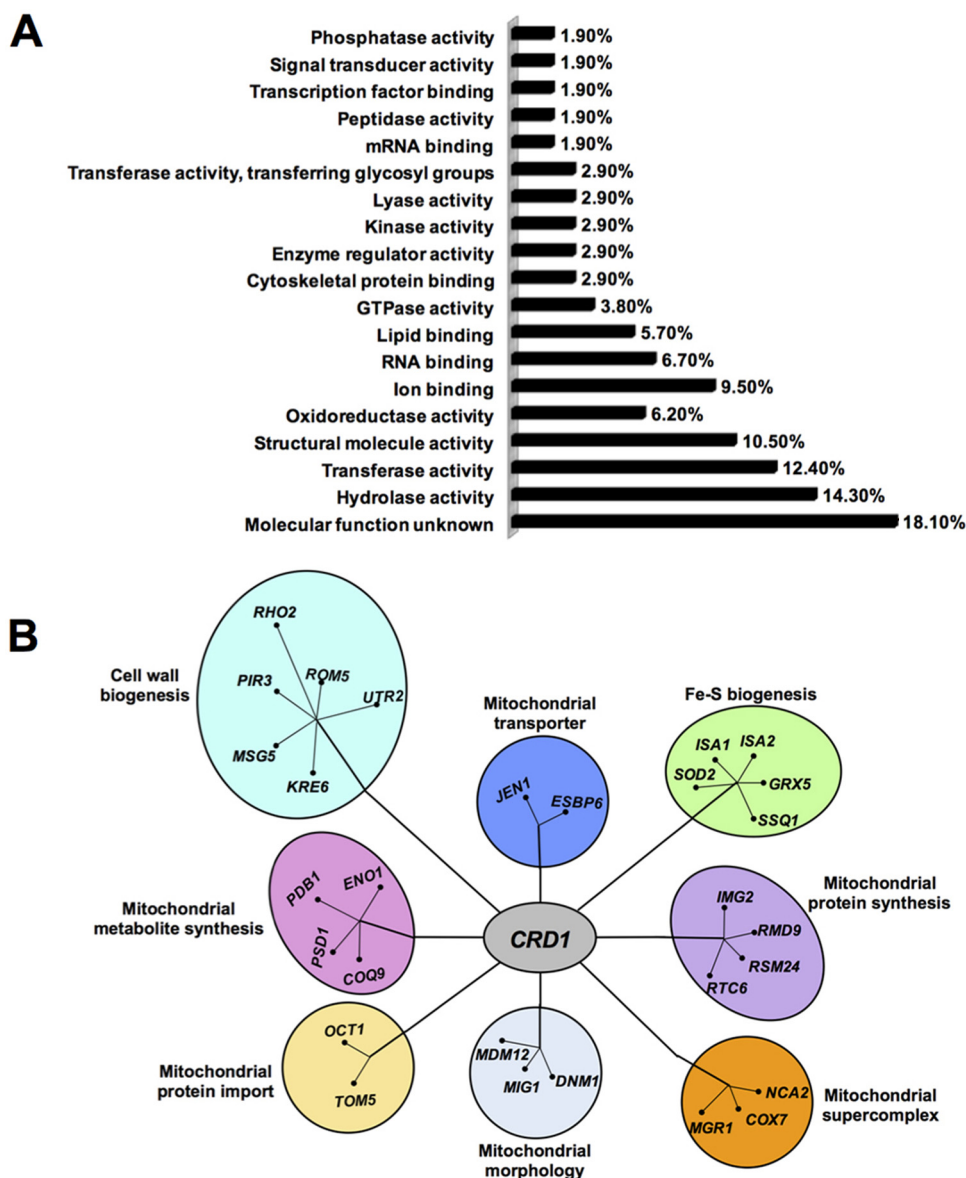 A
Phosphatase activity 1.90%
Signal transducer activity 1.90%
Transcription factor binding 1.90%
Peptidase activity 1.90%
mRNA binding 1.90%
Transferase activity, transferring glycosyl groups 2.90%
Lyase activity 2.90%
Kinase activity 2.90%
Enzyme regulator activity 2.90%
Cytoskeletal protein binding 2.90%
GTPase activity 3.80%
Lipid binding 5.70%
RNA binding 6.70%
Ion binding 9.50%
Oxidoreductase activity 6.20%
Structural molecule activity 10.50%
Transferase activity 12.40%
Hydrolase activity 14.30%
Molecular function unknown 18.10%
B
Cell wall
biogenesis
RHO2
PIR3
ROM5
UTR2
MSG5
KRE6
Mitochondrial
transporter
JEN1
ESBP6
Fe-S biogenesis
ISA1
ISA2
SOD2
GRX5
SSQ1
Mitochondrial
metabolite synthesis
PDB1
ENO1
PSD1
COQ9
CRD1
Mitochondrial
protein synthesis
IMG2
RMD9
RSM24
RTC6
Mitochondrial
protein import
OCT1
TOM5
MDM12
MIG1
DNM1
Mitochondrial
morphology
NCA2
COX7
MGR1
Mitochondrial
supercomplex